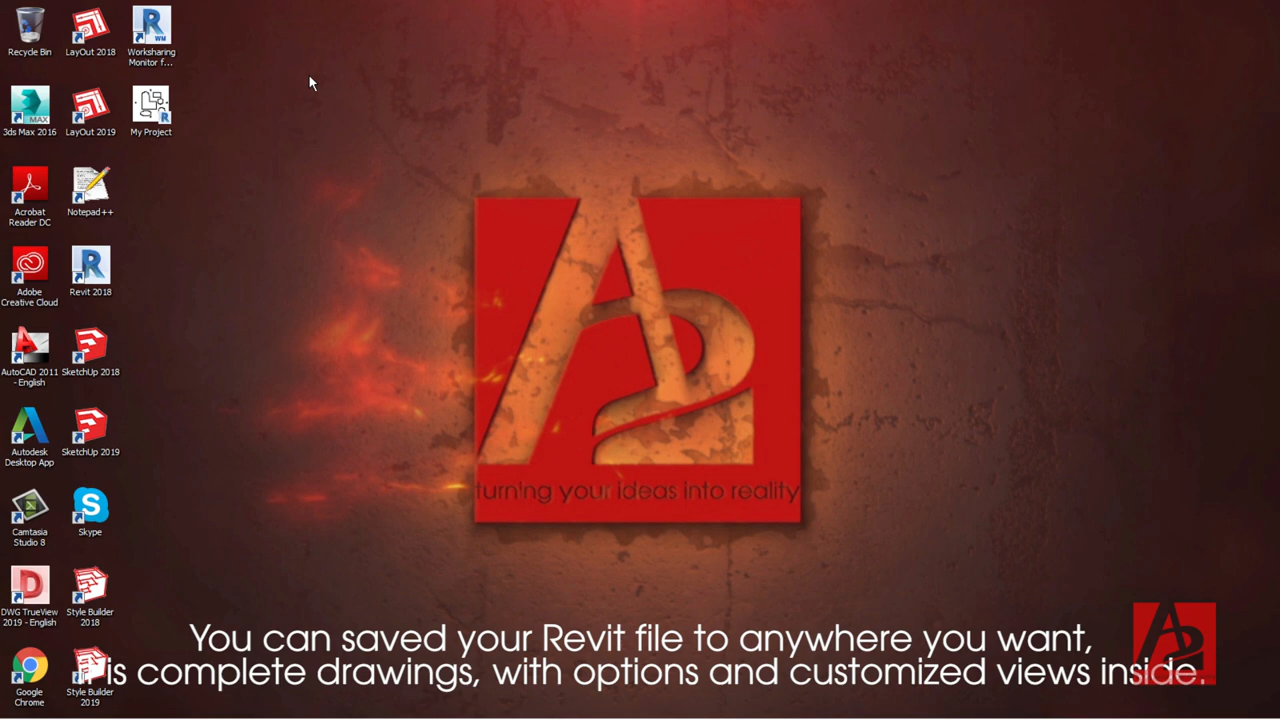 Recycle Bin
LayOut 2018
Worksharing
Monitor f...
3ds Max 2016
LayOut 2019
My Project
Acrobat
Reader DC
Notepad++
Adobe
Creative Cloud
Revit 2018
AutoCAD 2011
- English
SketchUp 2018
Autodesk
Desktop App
SketchUp 2019
Camtasia
Studio 8
Skype
DWG TrueView
2019 - English
Style Builder
2018
Google
Chrome
Style Builder
2019
turning your ideas into reality
You can saved your Revit file to anywhere you want,
is complete drawings, with options and customized views inside.